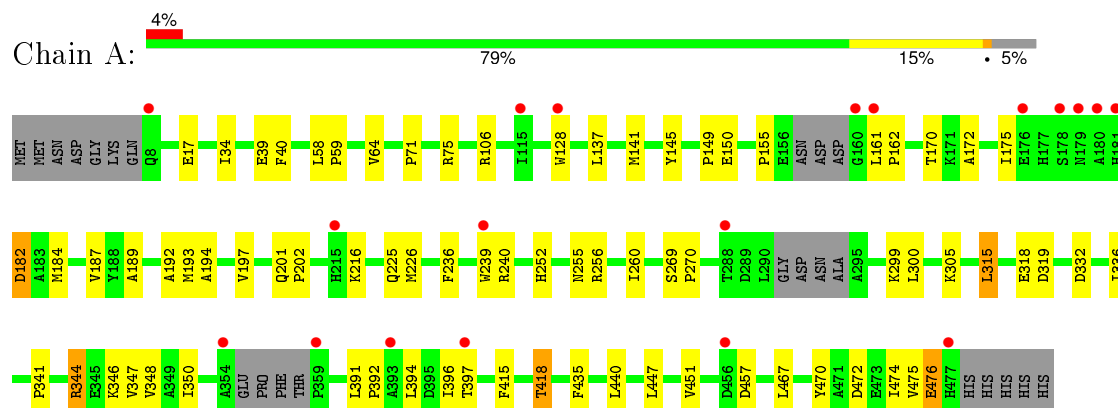 4%
Chain A:
79% 15% • 5%
MET MET ASN ASP GLY LYS GLN Q8 E17 I34 E39 F40 L58 P59 V64 P71 R75 R106 I115 W128 L137 M141 Y145 P149 E150 P155 E156 ASN ASP ASP G160 L161 P162 T170 K171 A172 I175 E176 H177 S178 N179 A180 H181
D182 A183 M184 V187 Y188 A189 A192 M193 A194 V197 Q201 P202 H215 K216 Q225 M226 F236 W239 R240 H252 N255 R256 I260 S269 P270 T288 D289 L290 GLY ASP ASN ALA A295 K299 L300 K305 L315 E318 D319 D332
P341 R344 E345 K346 V347 V348 A349 I350 A354 GLU PRO PHE THR P359 L391 P392 A393 L394 D395 I396 T397 F415 T418 F435 L440 L447 V451 D456 D457 L467 Y470 A471 D472 E473 I474 V475 E476 H477 HIS HIS HIS HIS HIS